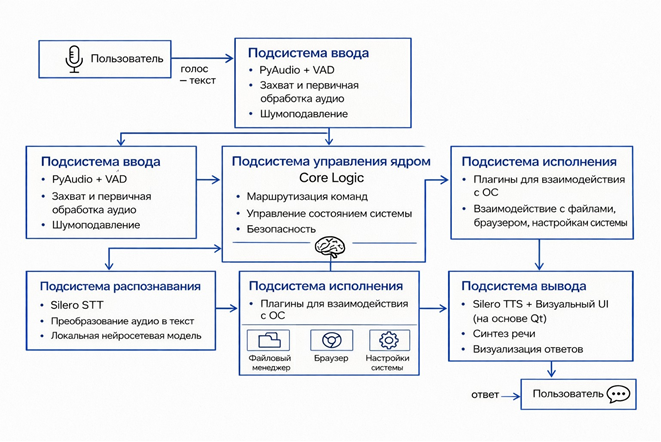 Пользователь
голос
– текст
Подсистема ввода
• PyAudio + VAD
• Захват и первичная
обработка аудио
• Шумоподавление
Подсистема ввода
• PyAudio + VAD
• Захват и первичная
обработка аудио
• Шумоподавление
Подсистема управления ядром
Core Logic
• Маршрутизация команд
• Управление состоянием системы
• Безопасность
Подсистема исполнения
• Плагины для взаимодействия
с ОС
• Взаимодействие с файлами,
браузером, настройкам системы
Подсистема распознавания
• Silero STT
• Преобразование аудио в текст
• Локальная нейросетевая модель
Подсистема исполнения
• Плагины для взаимодействия
с ОС
Файловый
менеджер
Браузер
Настройки
системы
Подсистема вывода
• Silero TTS + Визуальный UI
(на основе Qt)
• Синтез речи
• Визуализация ответов
ответ
Пользователь